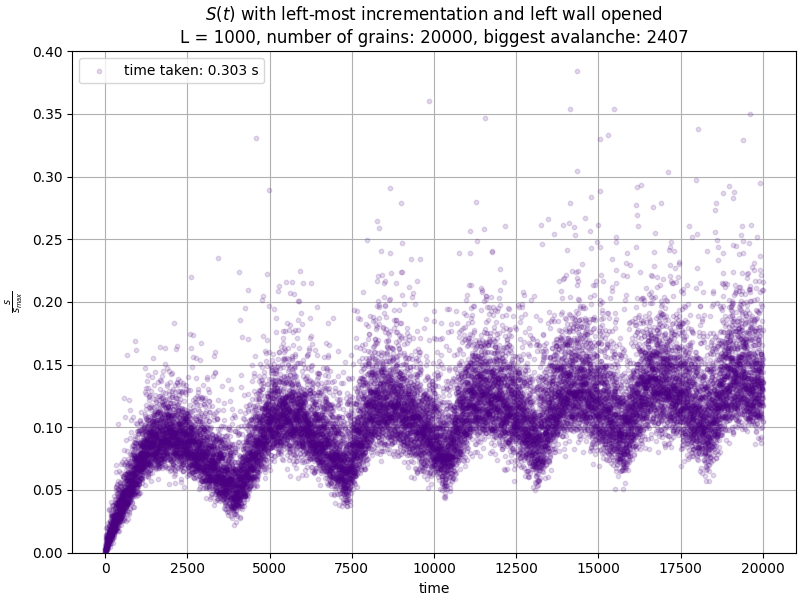 S(t) with left-most incrementation and left wall opened
L = 1000, number of grains: 20000, biggest avalanche: 2407
time taken: 0.303 s
0.40
0.35
0.30
0.25
0.20
0.15
0.10
0.05
0.00
s/s_max
0 2500 5000 7500 10000 12500 15000 17500 20000
time